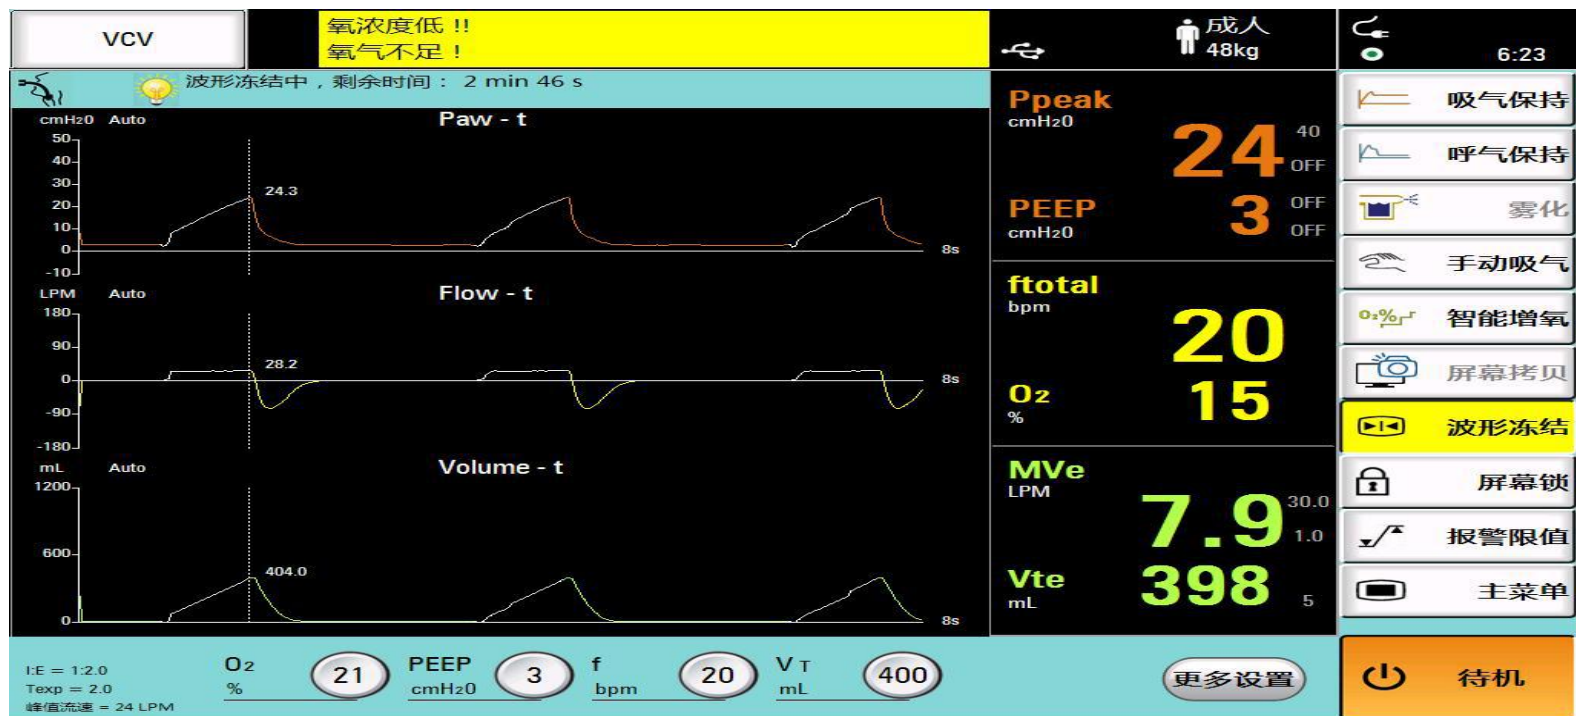 VCV
氧浓度低 !!
氧气不足 !
成人
48kg
6:23
波形冻结中，剩余时间： 2 min 46 s
cmH20 Auto
Paw - t
50
40
30
20
10
0
-10
24.3
8s
LPM Auto
Flow - t
180
90
0
-90
-180
28.2
8s
mL Auto
Volume - t
1200
600
0
404.0
8s
Ppeak
cmH20
24
40
OFF
PEEP
cmH20
3
OFF
OFF
ftotal
bpm
20
O2
%
15
MVe
LPM
7.9
30.0
1.0
Vte
mL
398
5
吸气保持
呼气保持
雾化
手动吸气
O2%
智能增氧
屏幕拷贝
波形冻结
屏幕锁
报警限值
主菜单
待机
I:E = 1:2.0
Texp = 2.0
峰值流速 = 24 LPM
O2
%
21
PEEP
cmH20
3
f
bpm
20
VT
mL
400
更多设置